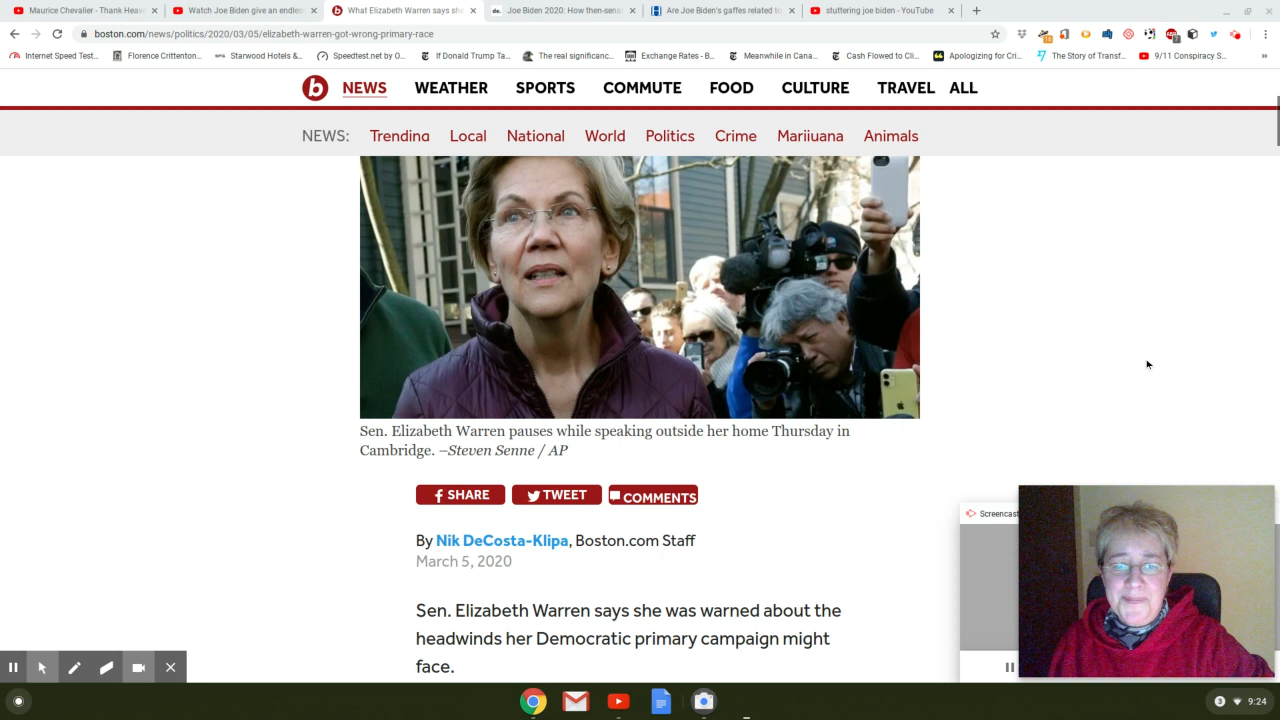 Maurice Chevalier - Thank Heav
Watch Joe Biden give an endles
What Elizabeth Warren says she
Joe Biden 2020: How then-sena
Are Joe Biden's gaffes related to
stuttering joe biden - YouTube
boston.com/news/politics/2020/03/05/elizabeth-warren-got-wrong-primary-race
Internet Speed Test...
Florence Crittenton...
Starwood Hotels &...
Speedtest.net by O...
If Donald Trump Ta...
The real significanc...
Exchange Rates - B...
Meanwhile in Cana...
Cash Flowed to Cli...
Apologizing for Cri...
The Story of Transf...
9/11 Conspiracy S...
b NEWS WEATHER SPORTS COMMUTE FOOD CULTURE TRAVEL ALL
NEWS: Trending Local National World Politics Crime Marijuana Animals
Sen. Elizabeth Warren pauses while speaking outside her home Thursday in
Cambridge. –Steven Senne / AP
SHARE TWEET COMMENTS
Screencast
By Nik DeCosta-Klipa, Boston.com Staff
March 5, 2020
Sen. Elizabeth Warren says she was warned about the
headwinds her Democratic primary campaign might
face.
3 9:24